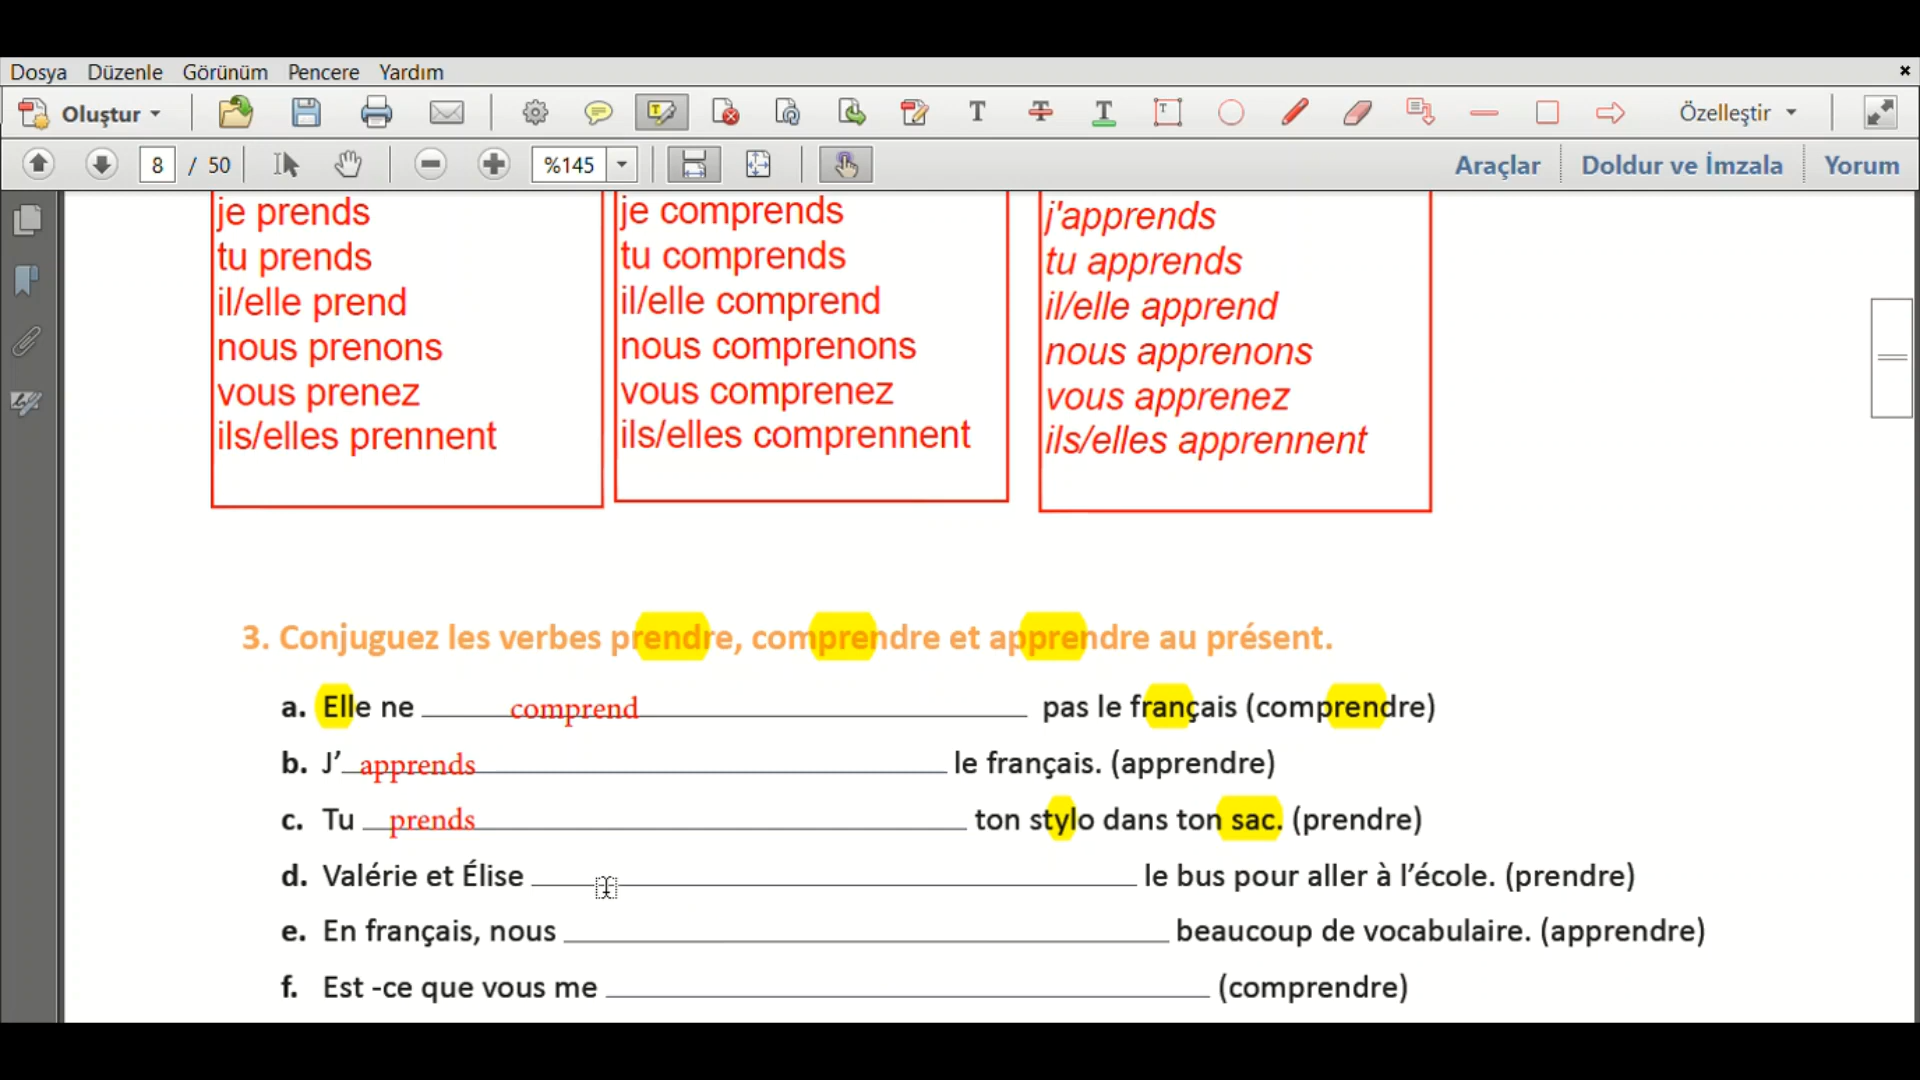 Dosya Düzenle Görünüm Pencere Yardım
Oluştur Özelleştir
8 / 50 %145 Araçlar Doldur ve İmzala Yorum
je prends
tu prends
il/elle prend
nous prenons
vous prenez
ils/elles prennent
je comprends
tu comprends
il/elle comprend
nous comprenons
vous comprenez
ils/elles comprennent
j'apprends
tu apprends
il/elle apprend
nous apprenons
vous apprenez
ils/elles apprennent
3. Conjuguez les verbes prendre, comprendre et apprendre au présent.
a. Elle ne comprend pas le français (comprendre)
b. J’ apprends le français. (apprendre)
c. Tu prends ton stylo dans ton sac. (prendre)
d. Valérie et Élise ____ le bus pour aller à l’école. (prendre)
e. En français, nous ____ beaucoup de vocabulaire. (apprendre)
f. Est -ce que vous me ____ (comprendre)